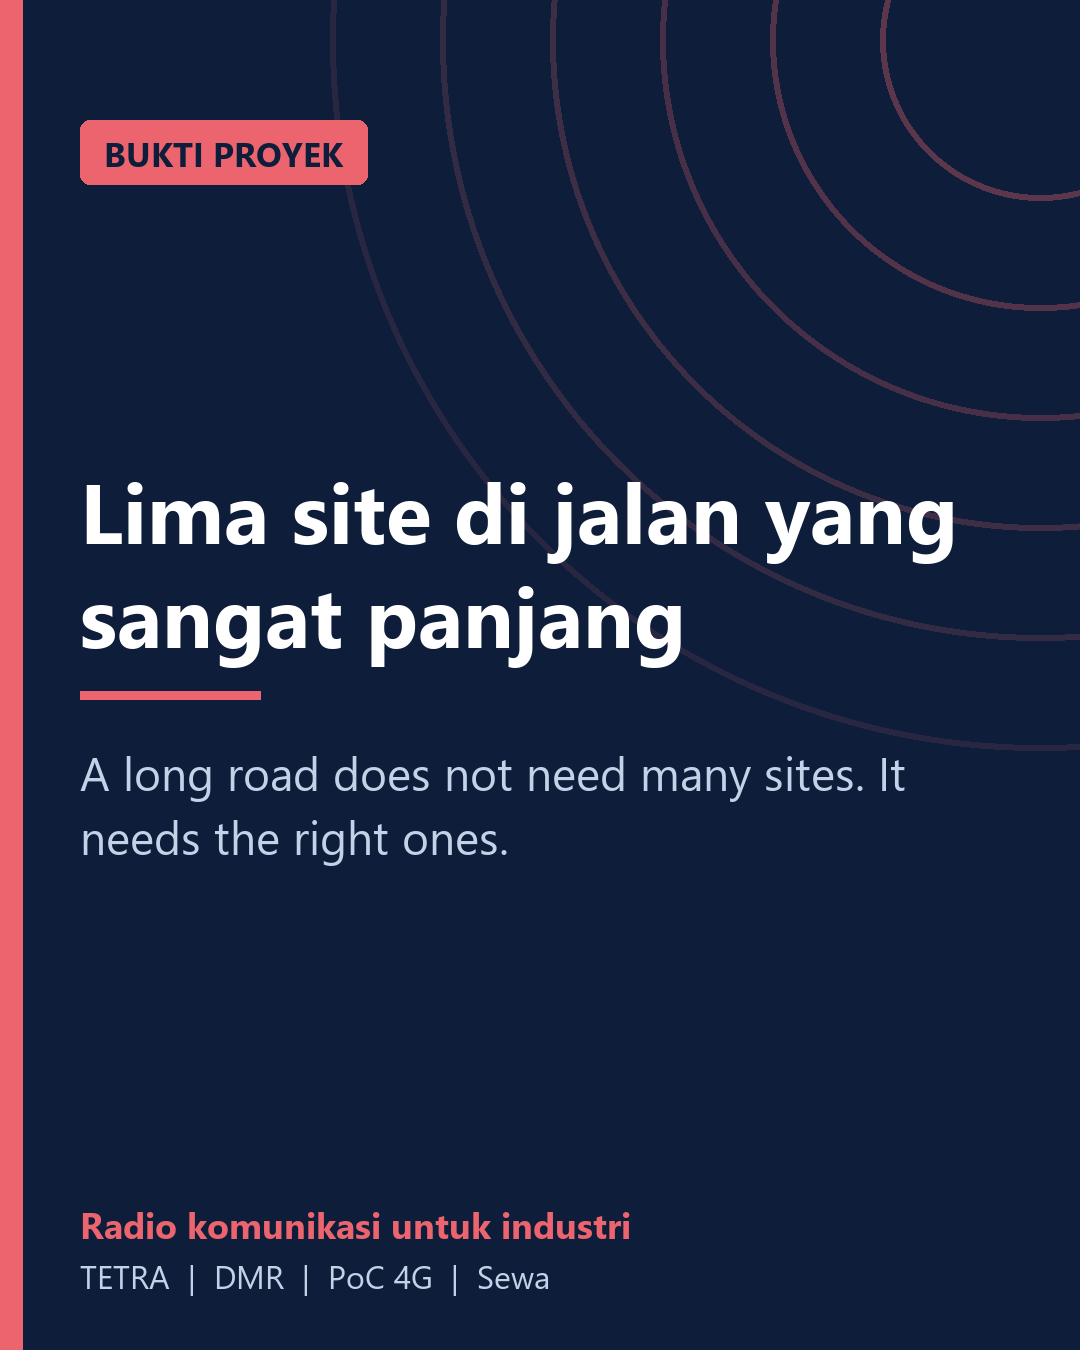 BUKTI PROYEK
Lima site di jalan yang
sangat panjang
A long road does not need many sites. It
needs the right ones.
Radio komunikasi untuk industri
TETRA | DMR | PoC 4G | Sewa